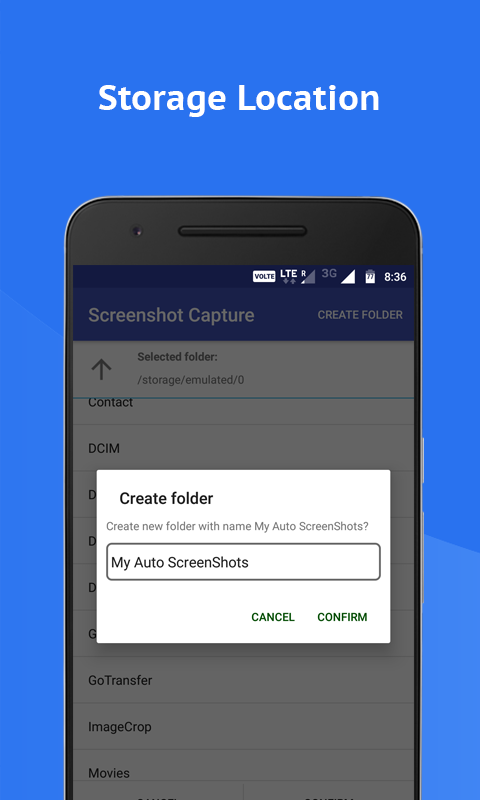 Storage Location
VOLTE LTE R 3G 77 8:36
Screenshot Capture CREATE FOLDER
Selected folder:
/storage/emulated/0
Contact
DCIM
D
D
D
G
Create folder
Create new folder with name My Auto ScreenShots?
My Auto ScreenShots
CANCEL CONFIRM
GoTransfer
ImageCrop
Movies